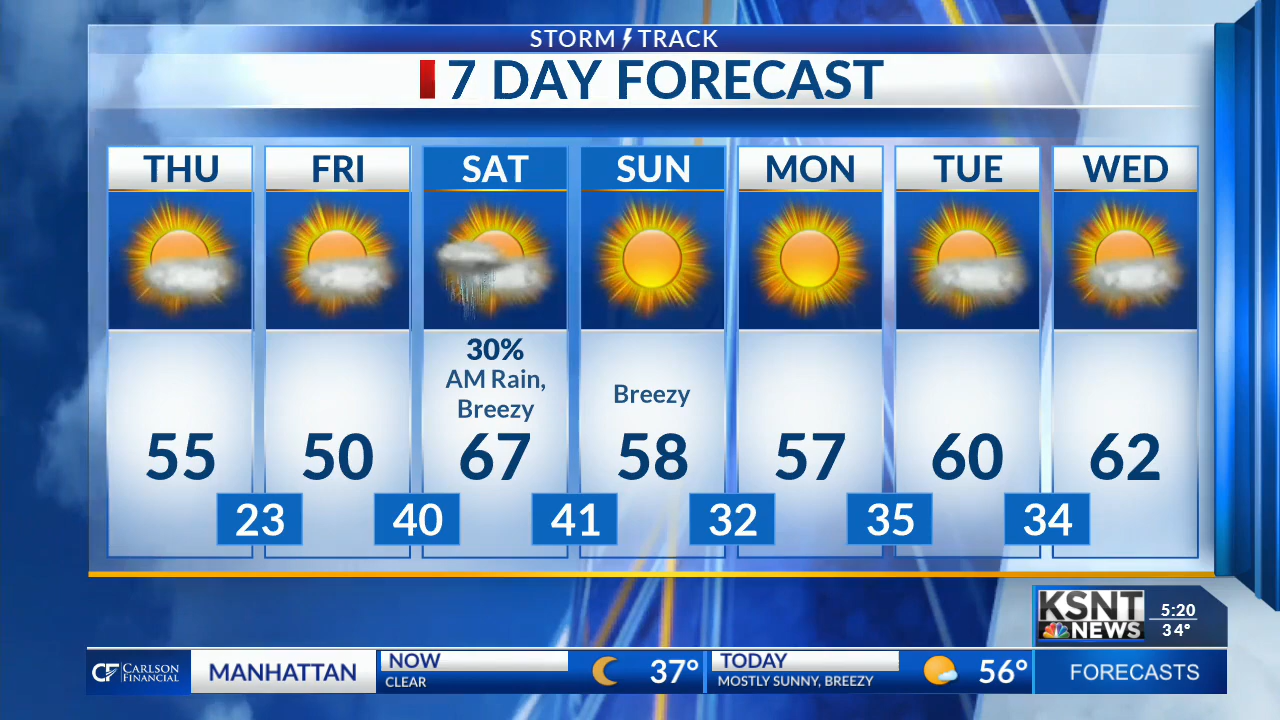 STORM TRACK
7 DAY FORECAST
THU FRI SAT SUN MON TUE WED
30%
AM Rain,
Breezy
Breezy
55 50 67 58 57 60 62
23 40 41 32 35 34
KSNT
NEWS
5:20
34°
CF CARLSON
FINANCIAL
MANHATTAN
NOW
CLEAR
37°
TODAY
MOSTLY SUNNY, BREEZY
56°
FORECASTS